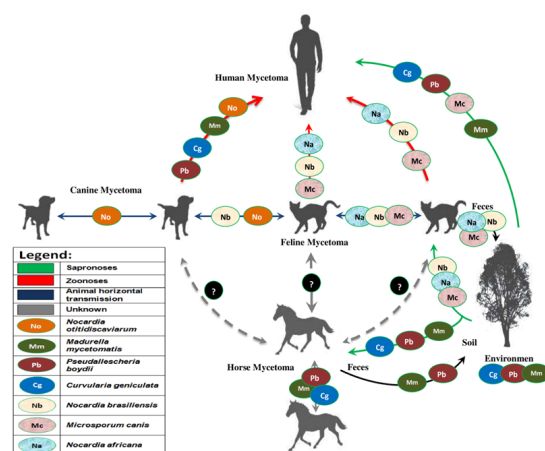 Human Mycetoma
Cg
Pb
Mc
Mm
No
Mm
Cg
Pb
Na
Nb
Mc
Na
Nb
Mc
Canine Mycetoma
Feces
No
Nb
No
Na
Nb
Mc
Na
Nb
Mc
Feline Mycetoma
Legend:
Sapronoses
Zoonoses
Animal horizontal
transmission
Unknown
No
Nocardia
otitidiscaviarum
Mm
Madurella
mycetomatis
Pb
Pseudallescheria
boydii
Cg
Curvularia geniculata
Nb
Nocardia brasiliensis
Mc
Microsporum canis
Na
Nocardia africana
?
?
?
Nb
Na
Mc
Cg
Pb
Mm
Soil
Environmen
Cg
Pb
Mm
Horse Mycetoma
Feces
Pb
Mm
Cg
Mm
Pb